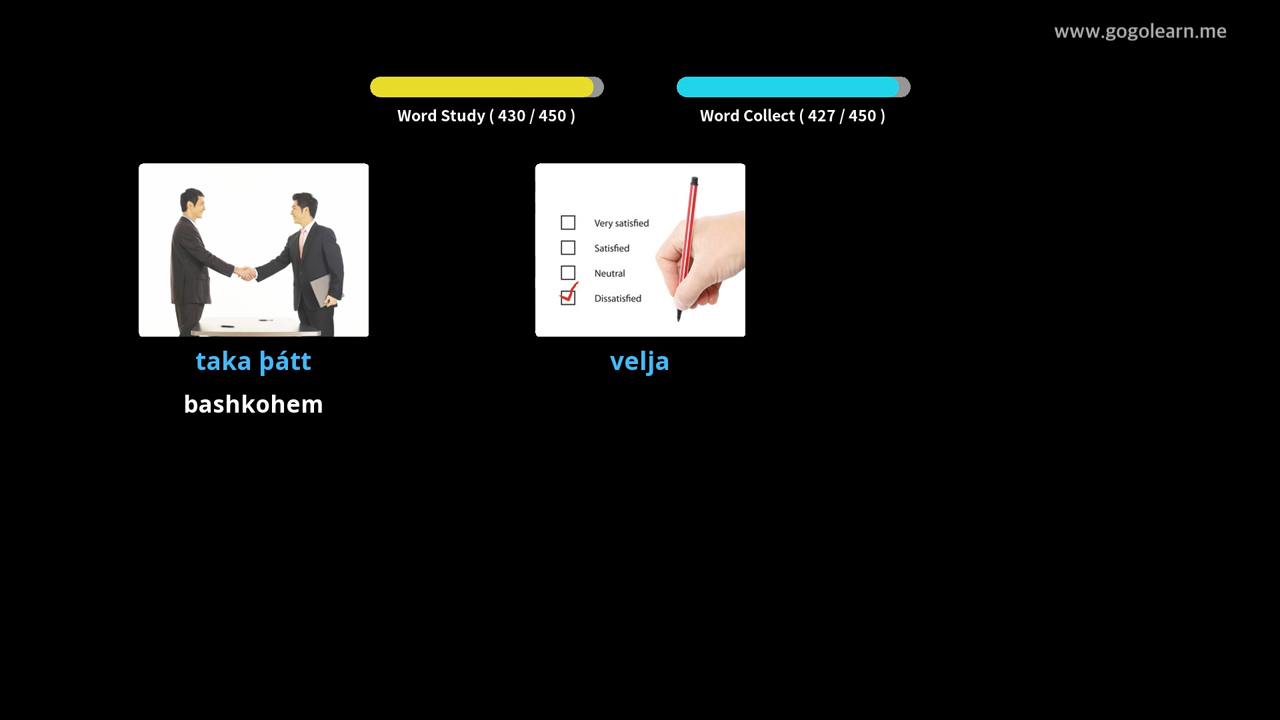 www.gogolearn.me
Word Study ( 430 / 450 )
Word Collect ( 427 / 450 )
Very satisfied
Satisfied
Neutral
Dissatisfied
taka þátt
velja
bashkohem